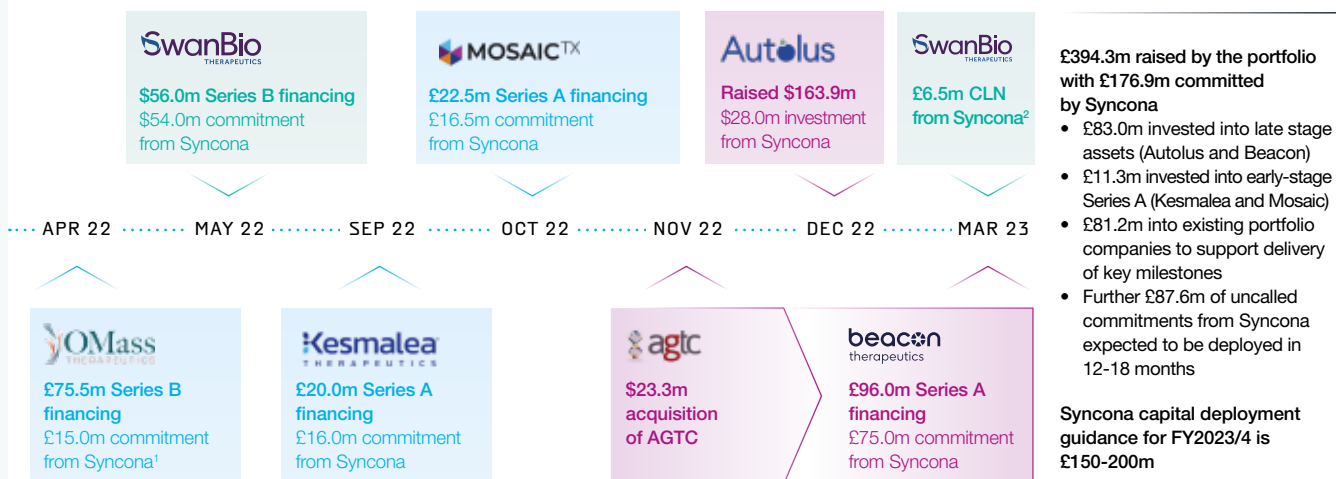 SwanBio
THERAPEUTICS
$56.0m Series B financing
$54.0m commitment
from Syncona
MOSAIC TX
£22.5m Series A financing
£16.5m commitment
from Syncona
Autolus
Raised $163.9m
$28.0m investment
from Syncona
SwanBio
THERAPEUTICS
£6.5m CLN
from Syncona²
APR 22 MAY 22 SEP 22 OCT 22 NOV 22 DEC 22 MAR 23
OMass
THERAPEUTICS
£75.5m Series B
financing
£15.0m commitment
from Syncona¹
Kesmalea
THERAPEUTICS
£20.0m Series A
financing
£16.0m commitment
from Syncona
agtc
$23.3m
acquisition
of AGTC
beacon
therapeutics
£96.0m Series A
financing
£75.0m commitment
from Syncona
£394.3m raised by the portfolio
with £176.9m committed
by Syncona
• £83.0m invested into late stage
assets (Autolus and Beacon)
• £11.3m invested into early-stage
Series A (Kesmalea and Mosaic)
• £81.2m into existing portfolio
companies to support delivery
of key milestones
• Further £87.6m of uncalled
commitments from Syncona
expected to be deployed in
12-18 months
Syncona capital deployment
guidance for FY2023/4 is
£150-200m